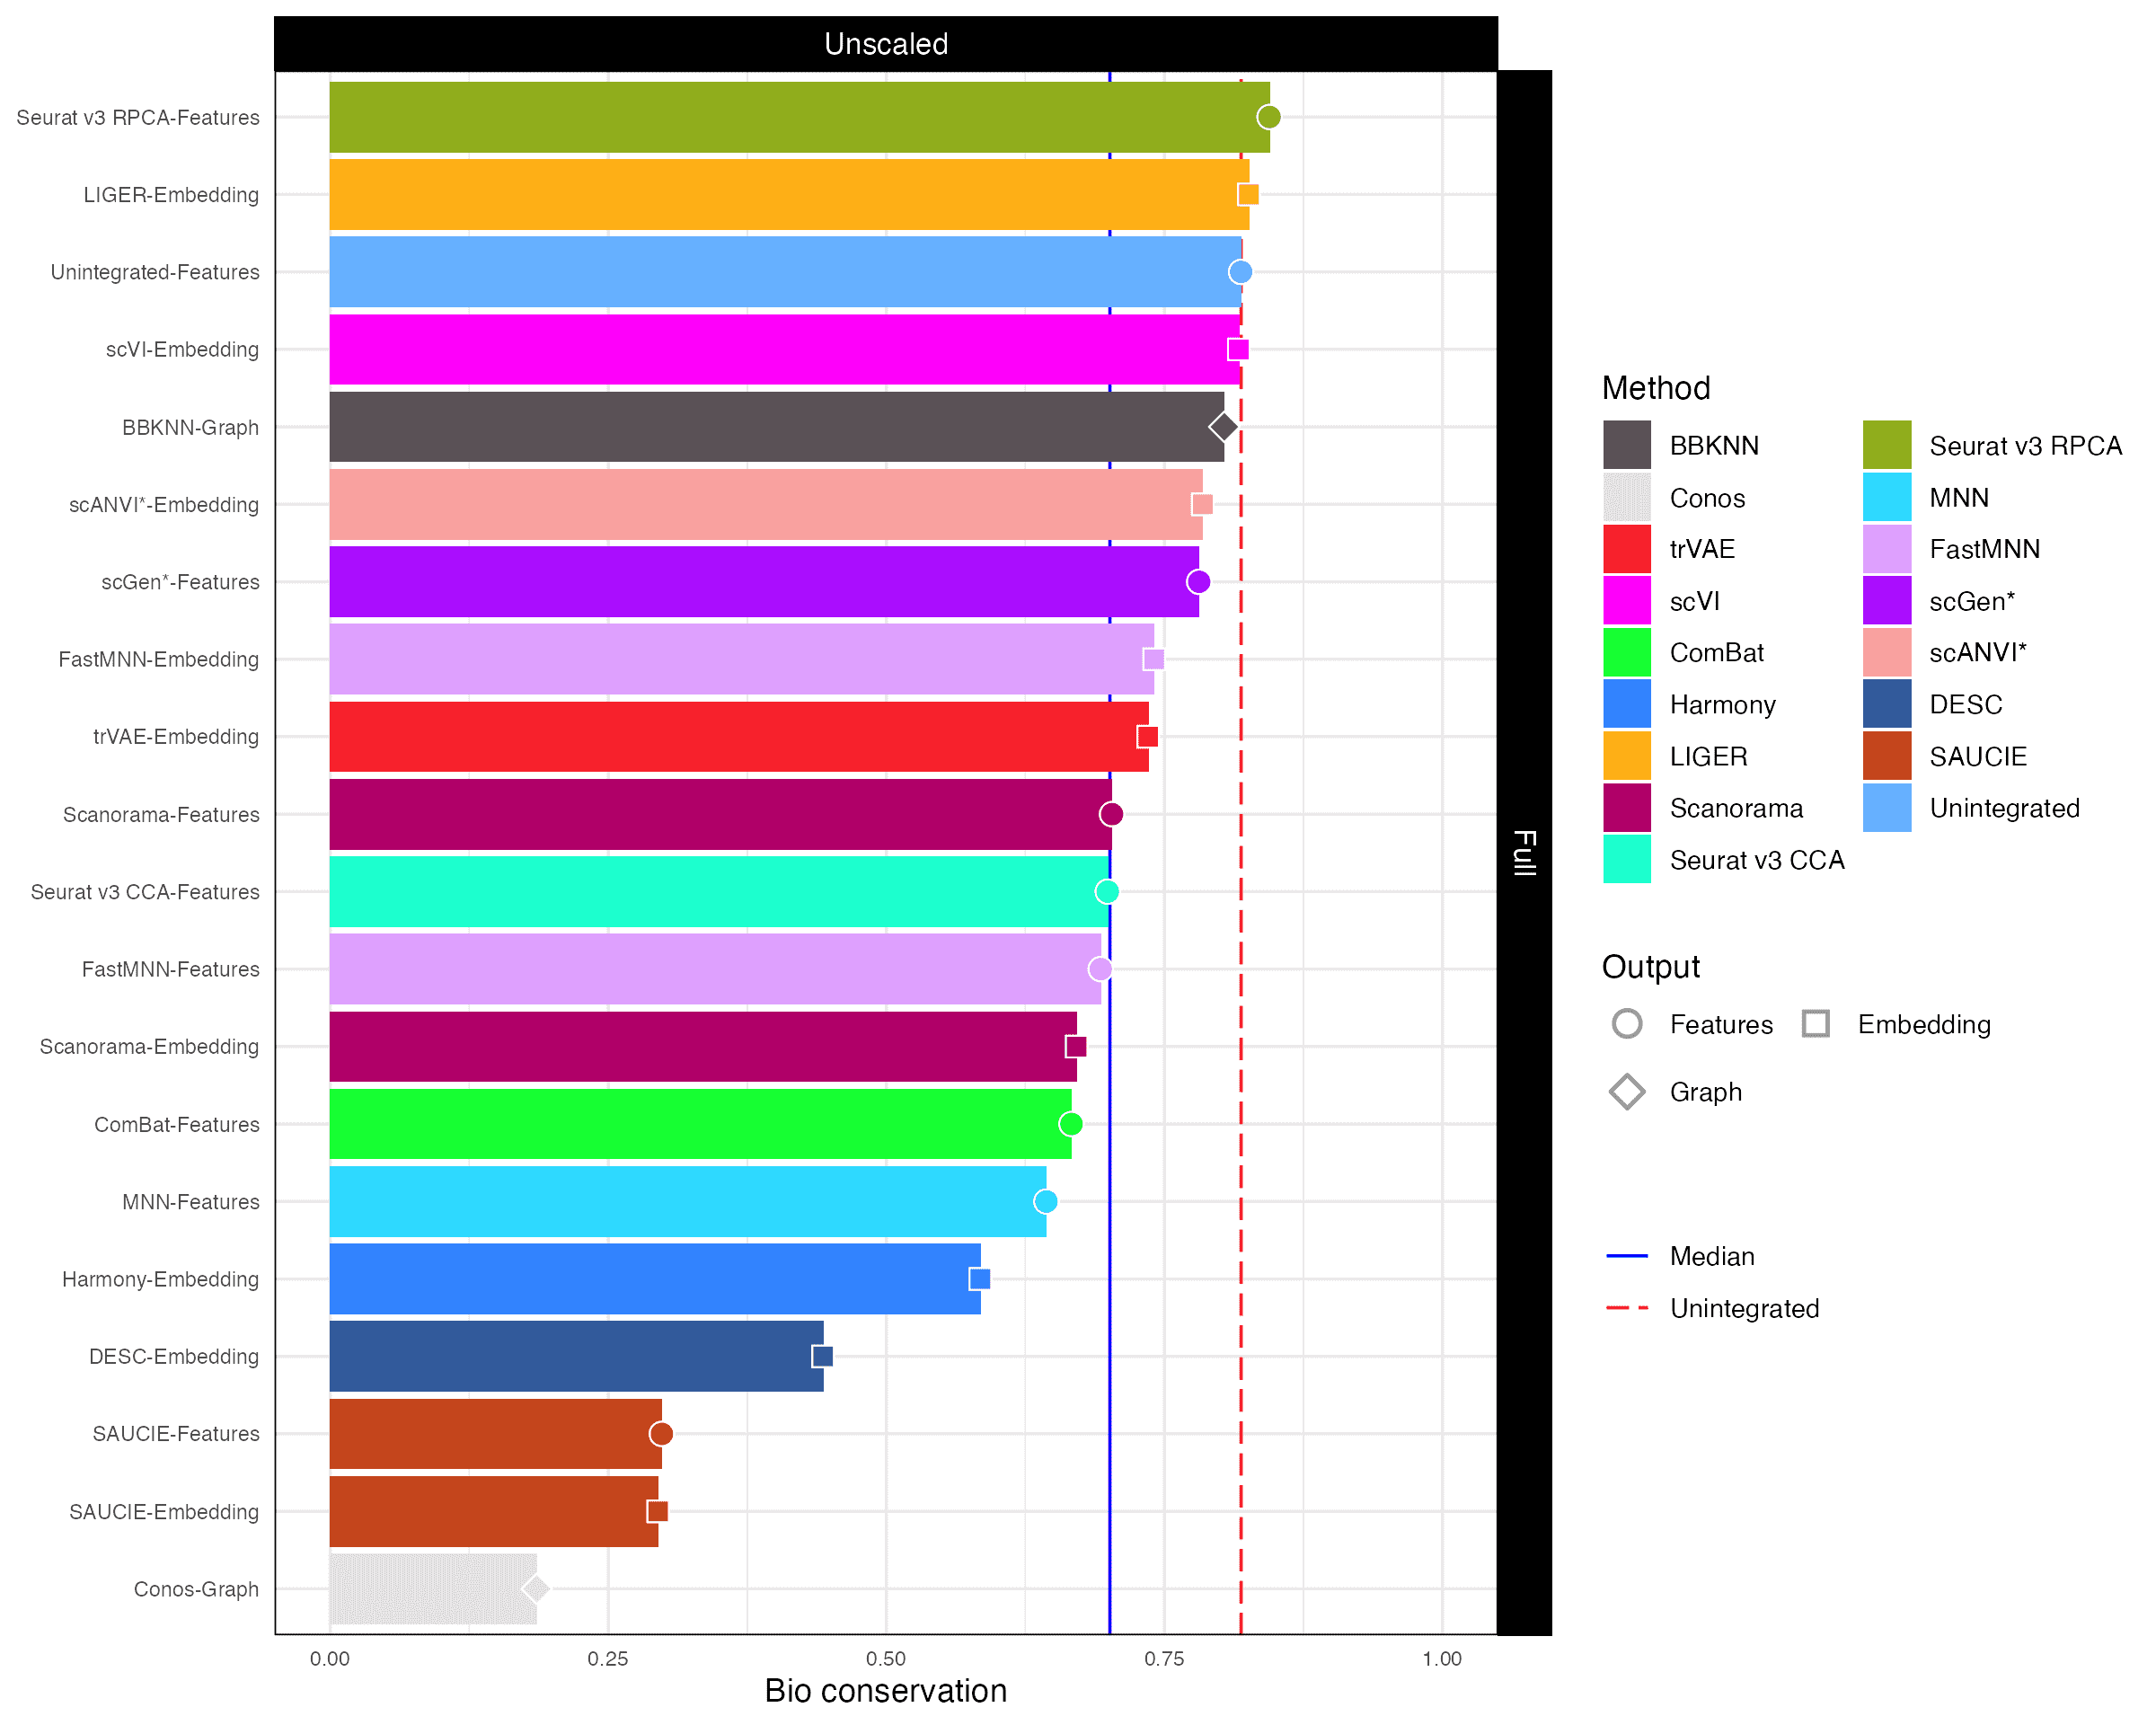 Unscaled
Seurat v3 RPCA-Features
LIGER-Embedding
Unintegrated-Features
scVI-Embedding
BBKNN-Graph
scANVI*-Embedding
scGen*-Features
FastMNN-Embedding
trVAE-Embedding
Scanorama-Features
Seurat v3 CCA-Features
FastMNN-Features
Scanorama-Embedding
ComBat-Features
MNN-Features
Harmony-Embedding
DESC-Embedding
SAUCIE-Features
SAUCIE-Embedding
Conos-Graph
0.00 0.25 0.50 0.75 1.00
Bio conservation
Full
Method
BBKNN
Conos
trVAE
scVI
ComBat
Harmony
LIGER
Scanorama
Seurat v3 CCA
Seurat v3 RPCA
MNN
FastMNN
scGen*
scANVI*
DESC
SAUCIE
Unintegrated
Output
Features Embedding
Graph
Median
Unintegrated